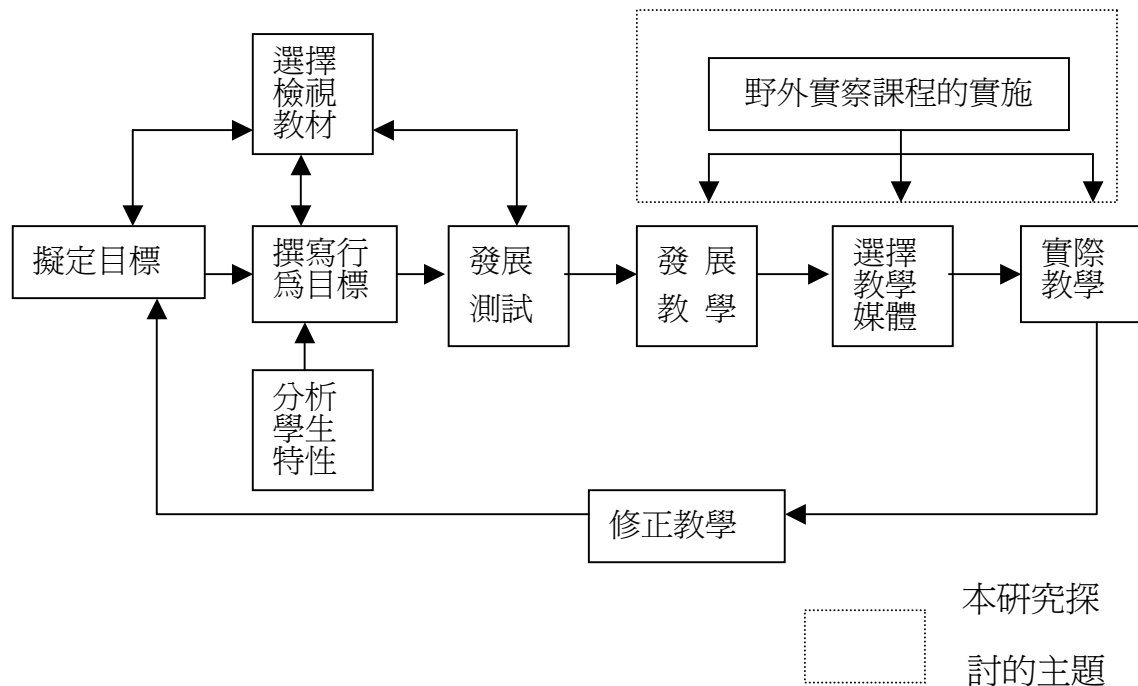 選擇
檢視
教材
野外實察課程的實施
擬定目標
撰寫行
爲目標
發展
測試
發 展
教 學
選擇
教學
媒體
實際
教學
分析
學生
特性
修正教學
本研究探
討的主題